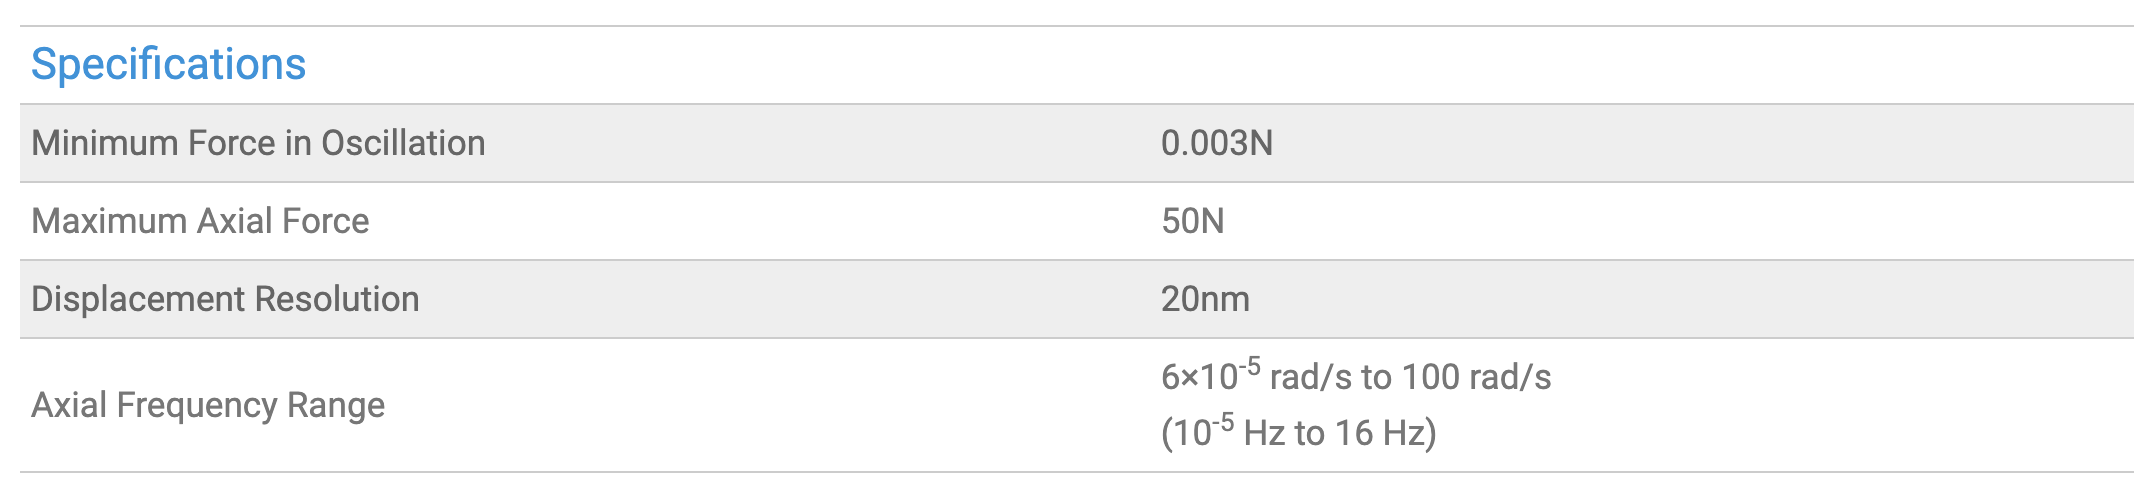 Specifications
Minimum Force in Oscillation 0.003N
Maximum Axial Force 50N
Displacement Resolution 20nm
Axial Frequency Range 6×10⁻⁵ rad/s to 100 rad/s
(10⁻⁵ Hz to 16 Hz)